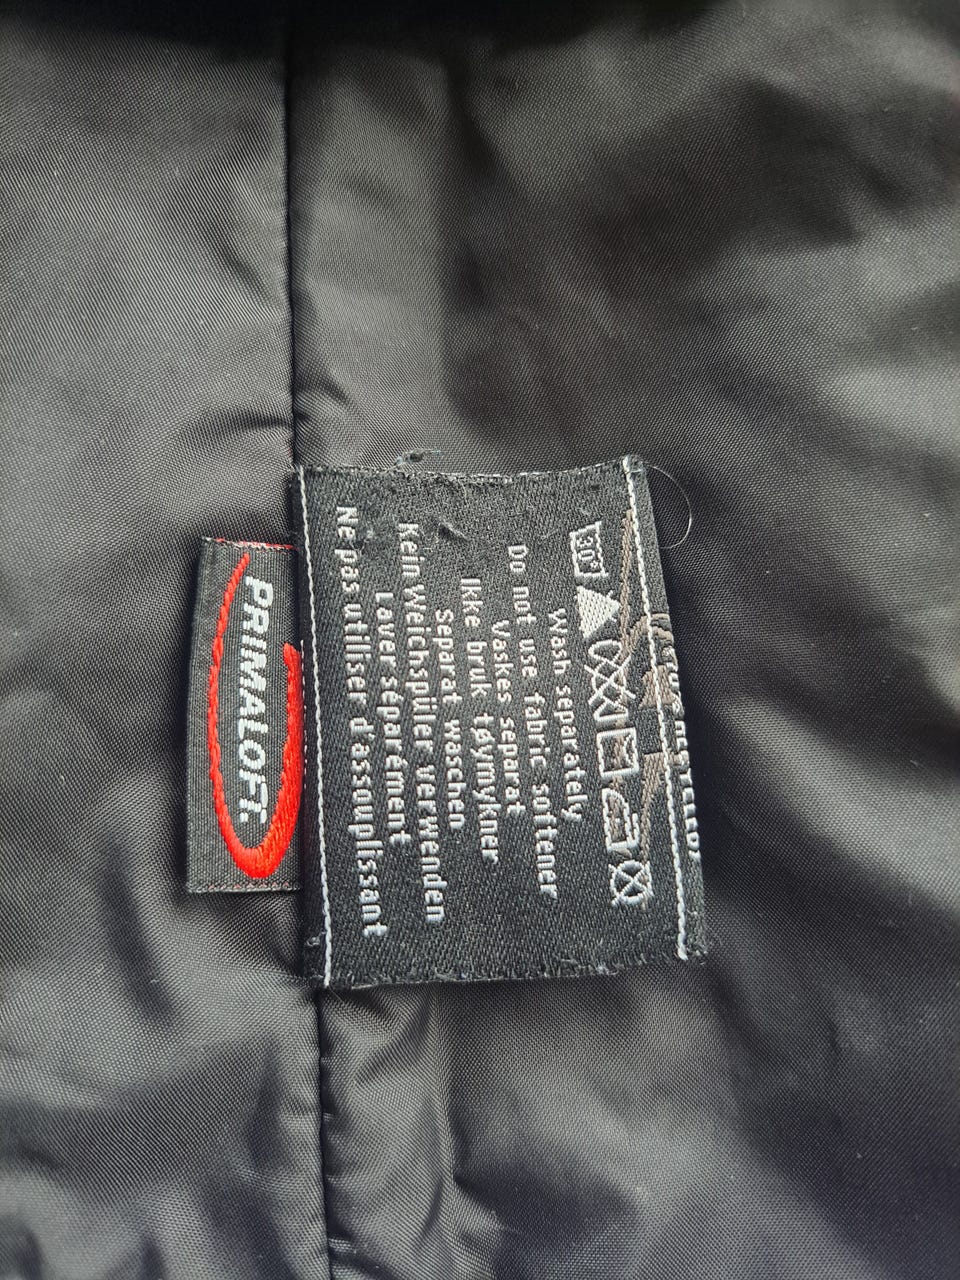 PRIMALOFT.
30°
Wash separately
Do not use fabric softener
Vaskes separat
Ikke bruk tøymykner
Separat waschen
Kein Weichspüler verwenden
Laver séparément
Ne pas utiliser d'assouplissant